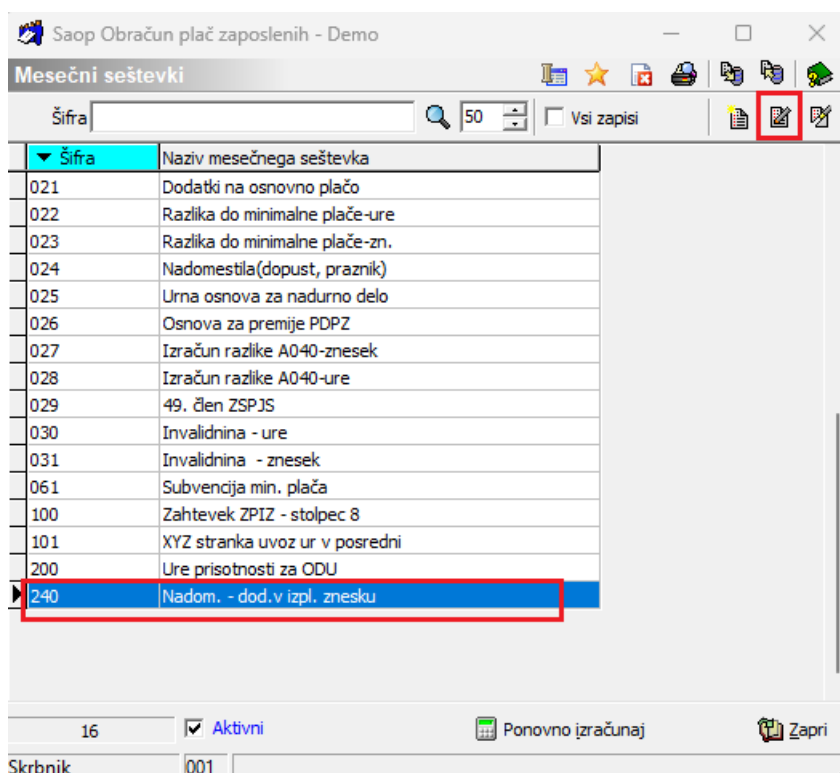 Saop Obračun plač zaposlenih - Demo
Mesečni seštevki
Šifra 50 Vsi zapisi
Šifra Naziv mesečnega seštevka
021 Dodatki na osnovno plačo
022 Razlika do minimalne plače-ure
023 Razlika do minimalne plače-zn.
024 Nadomestila(dopust, praznik)
025 Urna osnova za nadurno delo
026 Osnova za premije PDPZ
027 Izračun razlike A040-znesek
028 Izračun razlike A040-ure
029 49. člen ZSPJS
030 Invalidnina - ure
031 Invalidnina - znesek
061 Subvencija min. plača
100 Zahtevek ZPIZ - stolpec 8
101 XYZ stranka uvoz ur v posredni
200 Ure prisotnosti za ODU
240 Nadom. - dod.v izpl. znesku
16 Aktivni Ponovno izračunaj Zapri
Skrbnik 001